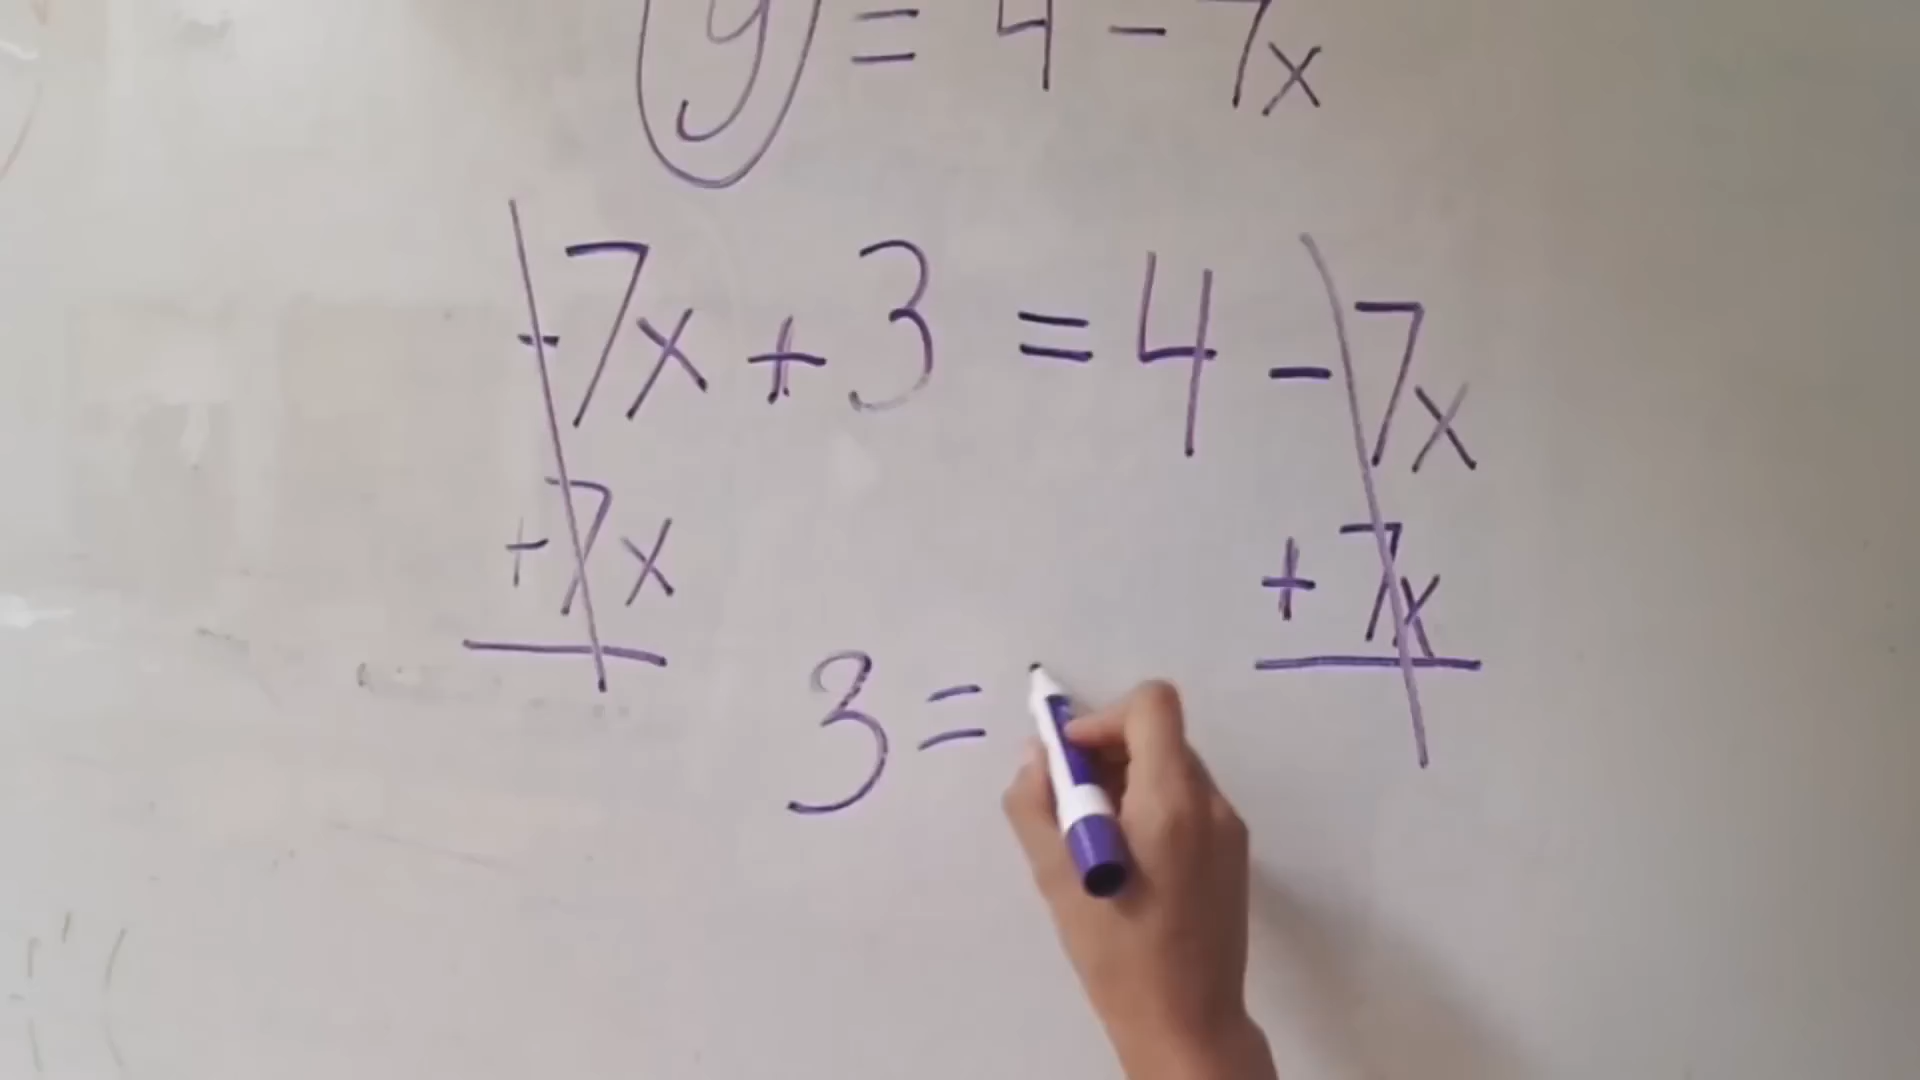 y = 4 - 7x
-7x + 3 = 4 - 7x
+7x + 7x
3 =